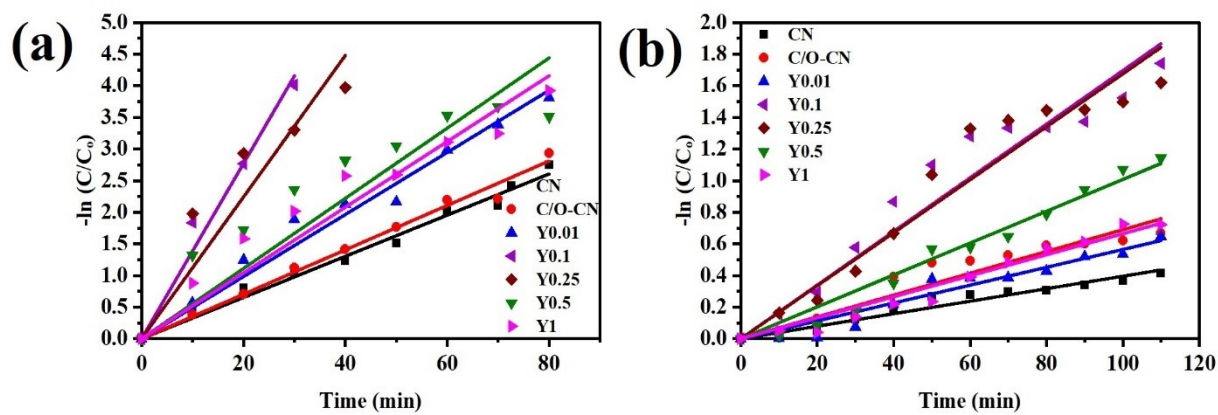 (a)
-ln (C/C₀)
5.0
4.5
4.0
3.5
3.0
2.5
2.0
1.5
1.0
0.5
0.0
0
20
40
60
80
Time (min)
CN
C/O-CN
Y0.01
Y0.1
Y0.25
Y0.5
Y1
(b)
-ln (C/C₀)
2.0
1.8
1.6
1.4
1.2
1.0
0.8
0.6
0.4
0.2
0.0
0
20
40
60
80
100
120
Time (min)
CN
C/O-CN
Y0.01
Y0.1
Y0.25
Y0.5
Y1